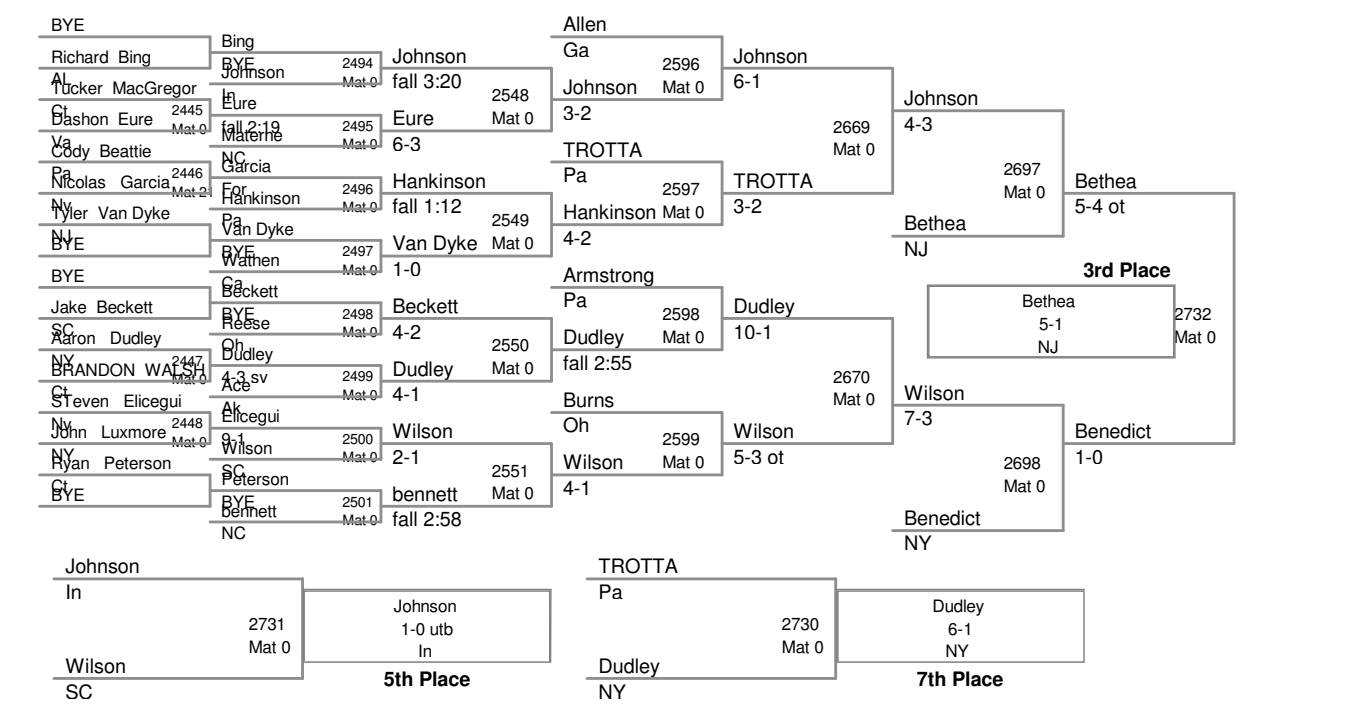 BYE
Richard Bing
AL
Tucker MacGregor
Ct
2445
Mat 0
Dashon Eure
Va
Cody Beattie
Pa
2446
Mat 21
Nicolas Garcia
Ny
Tyler Van Dyke
NJ
BYE
BYE
Jake Beckett
SC
Aaron Dudley
NY
2447
Mat 0
BRANDON WALSH
Ct
STeven Elicegui
Ny
2448
Mat 0
John Luxmore
NY
Ryan Peterson
Ct
BYE
Bing
BYE
2494
Mat 0
Johnson
In
Eure
fall 2:19
2495
Mat 0
Materne
NC
Garcia
For
2496
Mat 0
Hankinson
Pa
Van Dyke
BYE
2497
Mat 0
Wathen
Ca
Beckett
BYE
2498
Mat 0
Reese
Oh
Dudley
4-3 sv
2499
Mat 0
Ace
Ak
Elicegui
9-1
2500
Mat 0
Wilson
SC
Peterson
BYE
2501
Mat 0
bennett
NC
Johnson
fall 3:20
2548
Mat 0
Eure
6-3
Hankinson
fall 1:12
2549
Mat 0
Van Dyke
1-0
Beckett
4-2
2550
Mat 0
Dudley
4-1
Wilson
2-1
2551
Mat 0
bennett
fall 2:58
Allen
Ga
2596
Mat 0
Johnson
3-2
TROTTA
Pa
2597
Mat 0
Hankinson
4-2
Armstrong
Pa
2598
Mat 0
Dudley
fall 2:55
Burns
Oh
2599
Mat 0
Wilson
4-1
Johnson
6-1
2669
Mat 0
TROTTA
3-2
Dudley
10-1
2670
Mat 0
Wilson
5-3 ot
Johnson
4-3
2697
Mat 0
Bethea
NJ
Wilson
7-3
2698
Mat 0
Benedict
NY
Bethea
5-4 ot
3rd Place
Bethea
5-1
NJ
2732
Mat 0
Benedict
1-0
Johnson
In
2731
Mat 0
Wilson
SC
Johnson
1-0 utb
In
5th Place
TROTTA
Pa
2730
Mat 0
Dudley
NY
Dudley
6-1
NY
7th Place